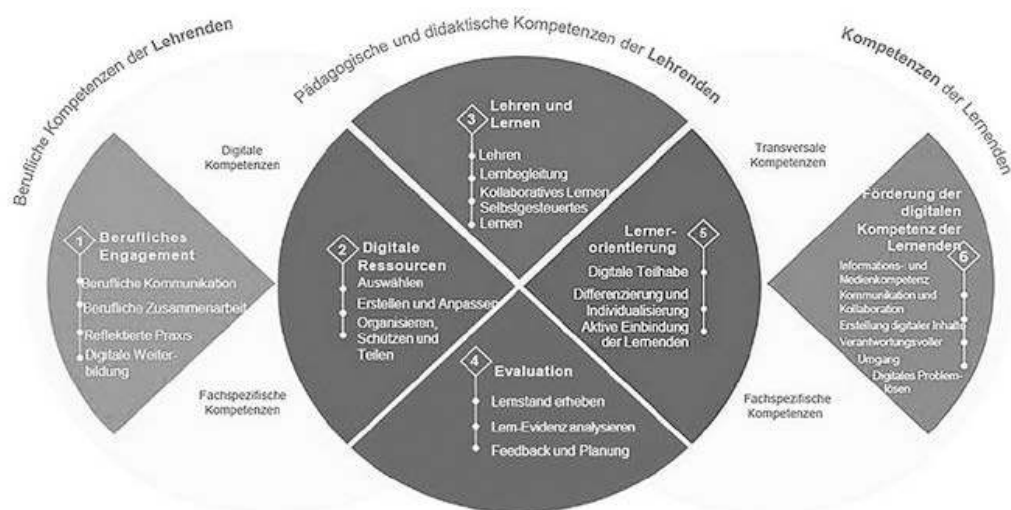 Berufliche Kompetenzen der Lehrenden
Pädagogische und didaktische Kompetenzen der Lehrenden
Kompetenzen der Lernenden
Digitale
Kompetenzen
Fachspezifische
Kompetenzen
Transversale
Kompetenzen
Fachspezifische
Kompetenzen
1 Berufliches
Engagement
Berufliche Kommunikation
Berufliche Zusammenarbeit
Reflektierte Praxis
Digitale Weiter-
bildung
2 Digitale
Ressourcen
Auswählen
Erstellen und Anpassen
Organisieren,
Schützen und
Teilen
3 Lehren und
Lernen
Lehren
Lernbegleitung
Kollaboratives Lernen
Selbstgesteuertes
Lernen
4 Evaluation
Lernstand erheben
Lern-Evidenz analysieren
Feedback und Planung
Lerner- 5
orientierung
Digitale Teilhabe
Differenzierung und
Individualisierung
Aktive Einbindung
der Lernenden
Förderung der
digitalen
Kompetenz der
Lernenden 6
Informations- und
Medienkompetenz
Kommunikation und
Kollaboration
Erstellung digitaler Inhalte
Verantwortungsvoller
Umgang
Digitales Problem-
lösen